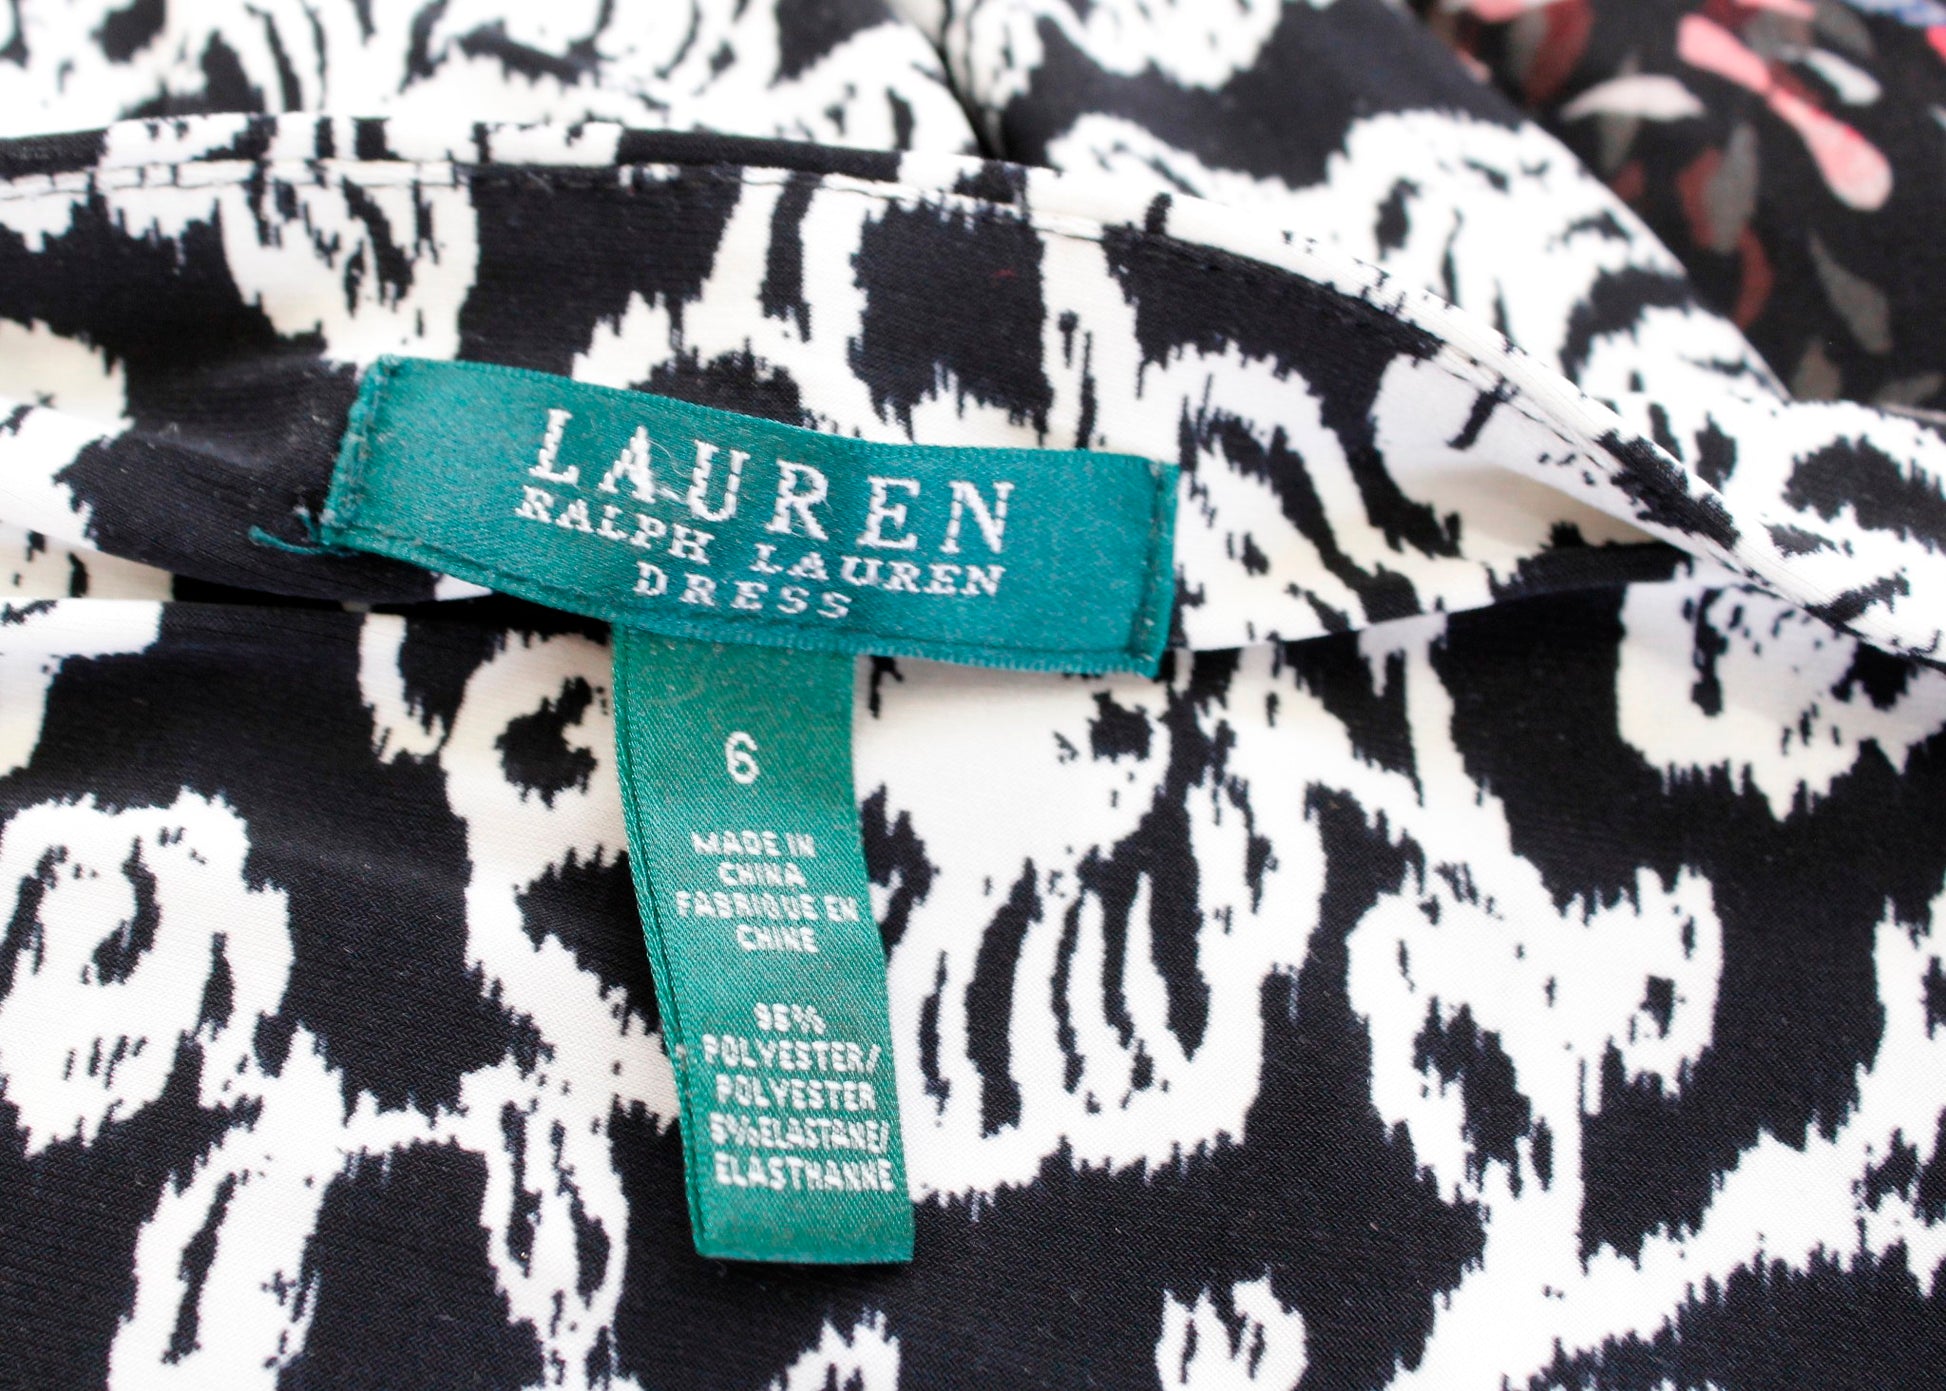 LAUREN
RALPH LAUREN
DRESS
6
MADE IN
CHINA
FABRIQUE EN
CHINE
95%
POLYESTER/
POLYESTER
5%ELASTANE/
ELASTHANNE